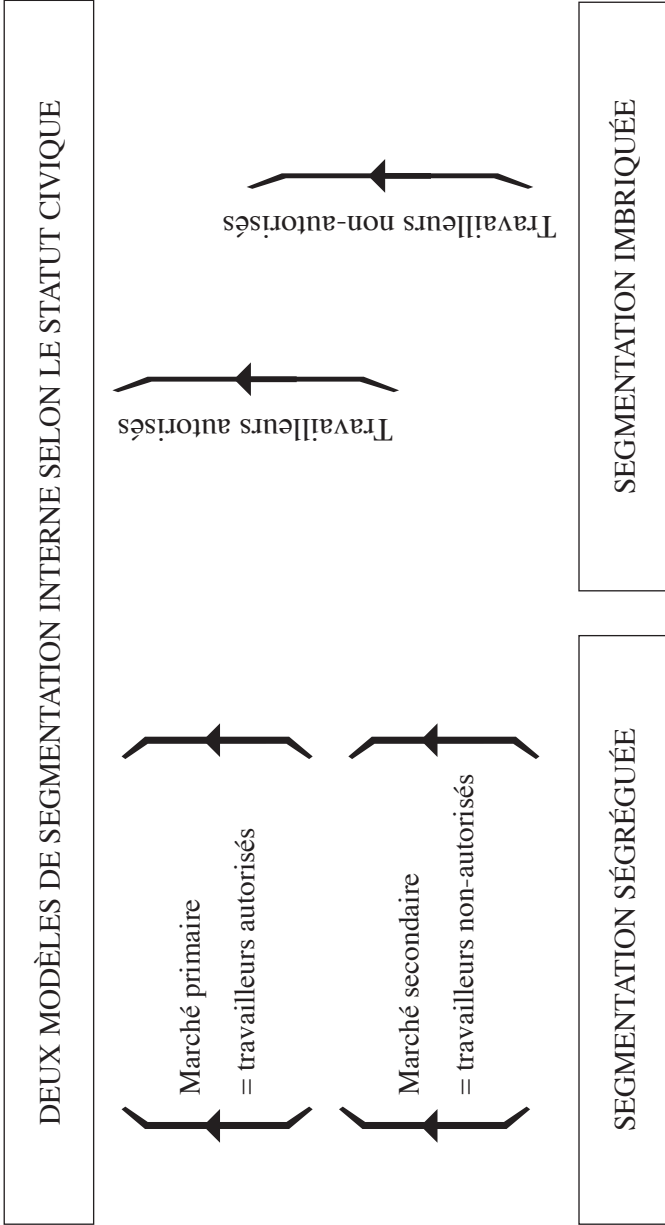 DEUX MODÈLES DE SEGMENTATION INTERNE SELON LE STATUT CIVIQUE
Marché primaire
= travailleurs autorisés
Marché secondaire
= travailleurs non-autorisés
Travailleurs autorisés
Travailleurs non-autorisés
SEGMENTATION SÉGRÉGUÉE
SEGMENTATION IMBRIQUÉE